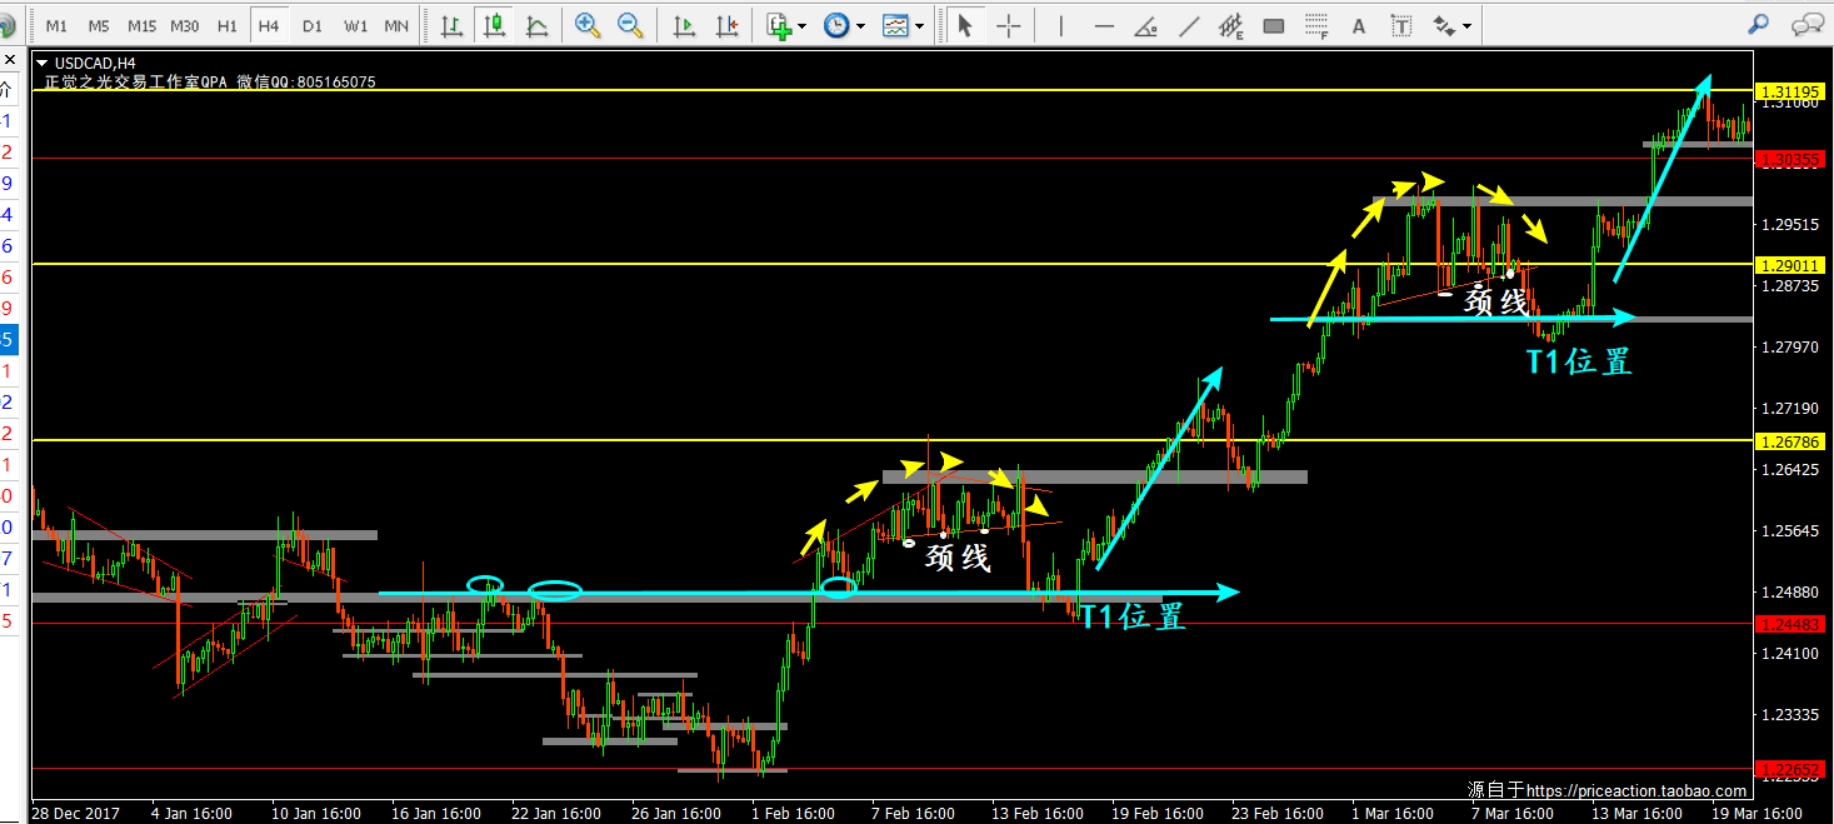 M1 M5 M15 M30 H1 H4 D1 W1 MN
E F A T
USDCAD,H4
正觉之光交易工作室QPA 微信QQ:805165075
1.31195
1.30355
1.29515
1.29011
1.28735
颈线
1.27970
T1位置
1.27190
1.26786
1.26425
1.25645
颈线
1.24880
T1位置
1.24483
1.24100
1.23335
1.22652
源自于https://priceaction.taobao.com
28 Dec 2017 4 Jan 16:00 10 Jan 16:00 16 Jan 16:00 22 Jan 16:00 26 Jan 16:00 1 Feb 16:00 7 Feb 16:00 13 Feb 16:00 19 Feb 16:00 23 Feb 16:00 1 Mar 16:00 7 Mar 16:00 13 Mar 16:00 19 Mar 16:00